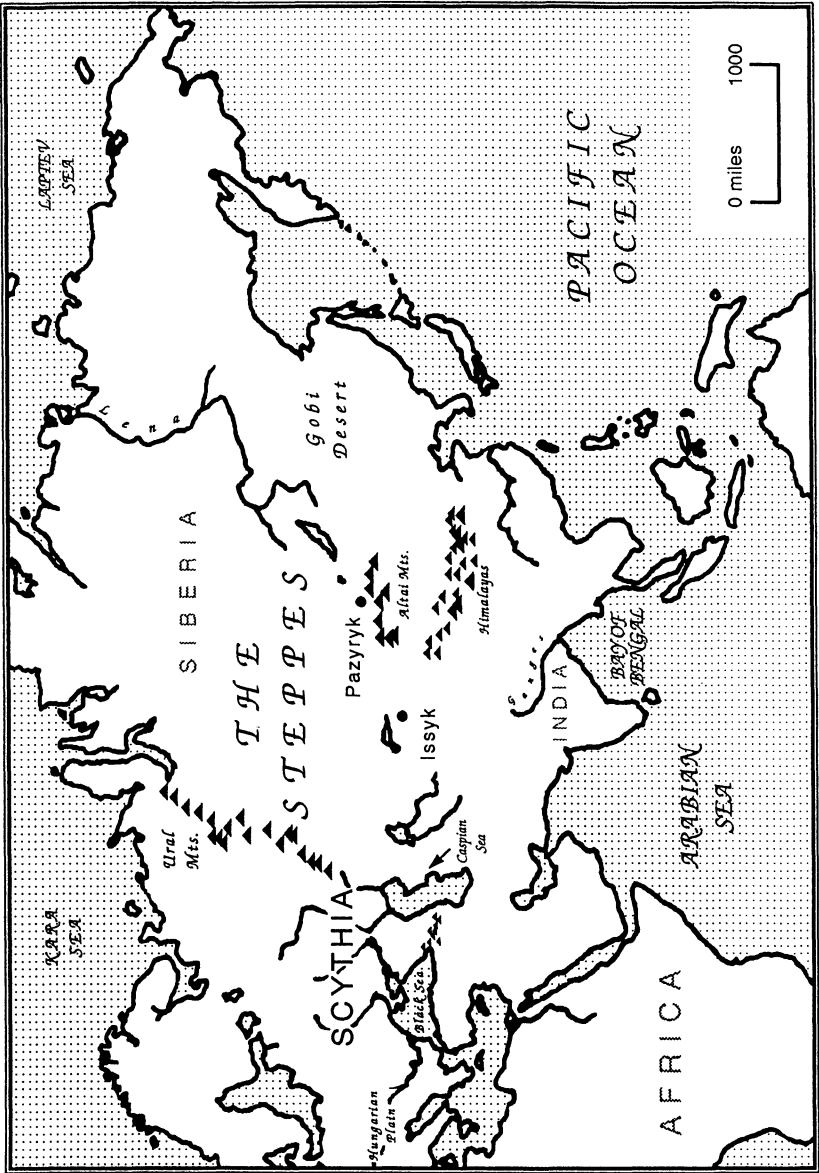 KARA
SEA
LAPTEV
SEA
Ural
Mts.
SIBERIA
Lena
THE
STEPPES
Gobi
Desert
SCYTHIA
Pazyryk
Altai Mts.
Issyk
Himalayas
Caspian
Sea
Black Sea
Hungarian
Plain
Ganges
INDIA
BAY OF
BENGAL
ARABIAN
SEA
AFRICA
PACIFIC
OCEAN
0 miles 1000